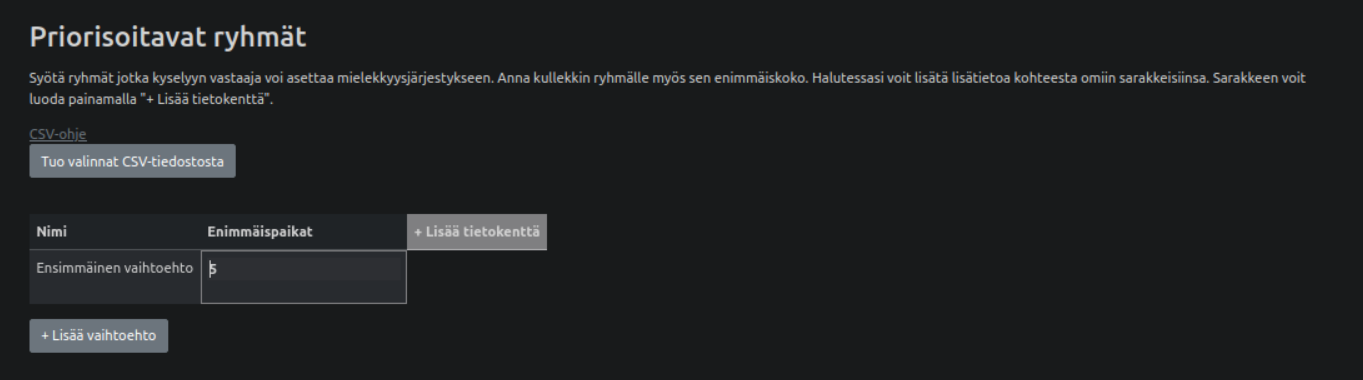 Priorisoitavat ryhmät
Syötä ryhmät jotka kyselyyn vastaaja voi asettaa mielekkyysjärjestykseen. Anna kullekkin ryhmälle myös sen enimmäiskoko. Halutessasi voit lisätä lisätietoa kohteesta omiin sarakkeisiinsa. Sarakkeen voit
luoda painamalla "+ Lisää tietokenttä".
CSV-ohje
Tuo valinnat CSV-tiedostosta
Nimi Enimmäispaikat + Lisää tietokenttä
Ensimmäinen vaihtoehto 5
+ Lisää vaihtoehto